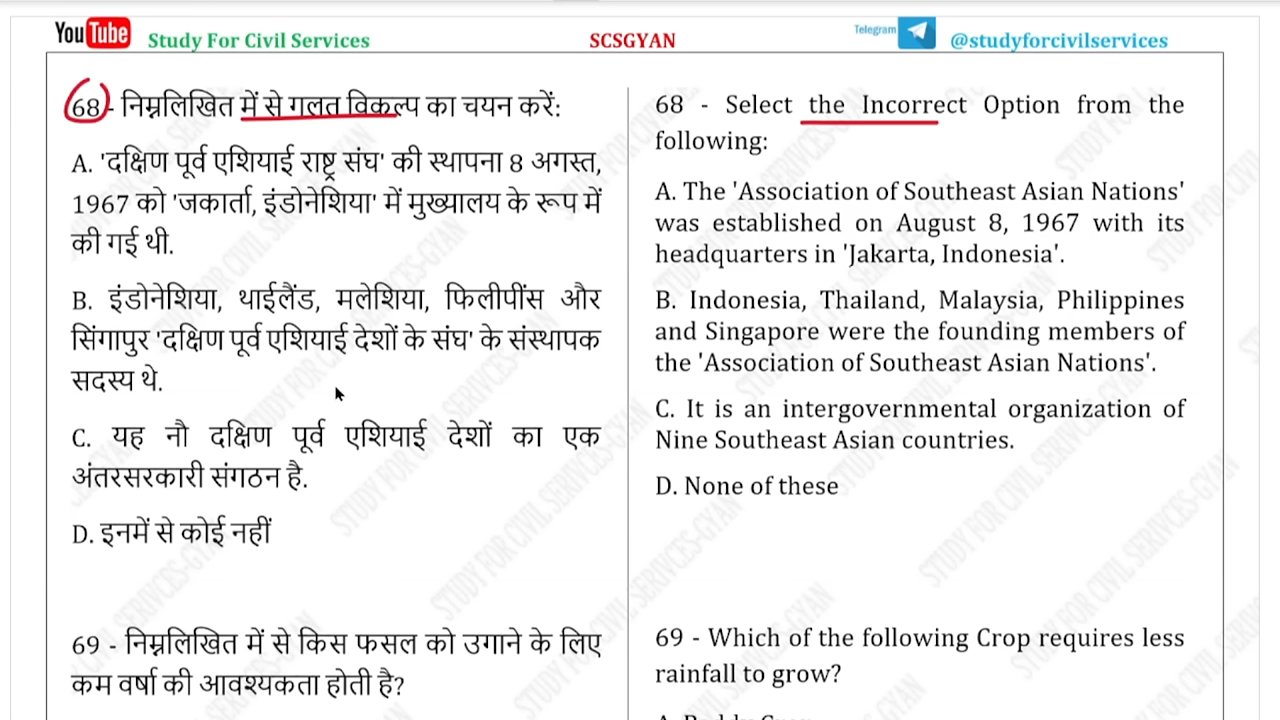 YouTube Study For Civil Services SCSGYAN Telegram @studyforcivilservices
68 - निम्नलिखित में से गलत विकल्प का चयन करें:
A. 'दक्षिण पूर्व एशियाई राष्ट्र संघ' की स्थापना 8 अगस्त,
1967 को 'जकार्ता, इंडोनेशिया' में मुख्यालय के रूप में
की गई थी.
B. इंडोनेशिया, थाईलैंड, मलेशिया, फिलीपींस और
सिंगापुर 'दक्षिण पूर्व एशियाई देशों के संघ' के संस्थापक
सदस्य थे.
C. यह नौ दक्षिण पूर्व एशियाई देशों का एक
अंतरसरकारी संगठन है.
D. इनमें से कोई नहीं
69 - निम्नलिखित में से किस फसल को उगाने के लिए
कम वर्षा की आवश्यकता होती है?
68 - Select the Incorrect Option from the
following:
A. The 'Association of Southeast Asian Nations'
was established on August 8, 1967 with its
headquarters in 'Jakarta, Indonesia'.
B. Indonesia, Thailand, Malaysia, Philippines
and Singapore were the founding members of
the 'Association of Southeast Asian Nations'.
C. It is an intergovernmental organization of
Nine Southeast Asian countries.
D. None of these
69 - Which of the following Crop requires less
rainfall to grow?